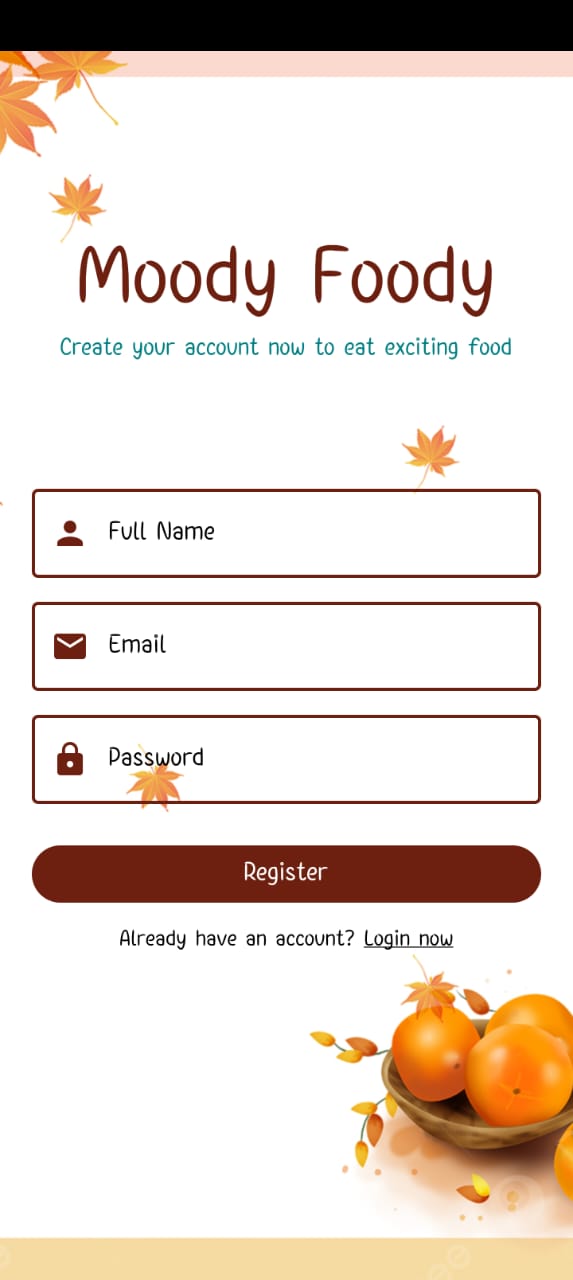 Moody Foody
Create your account now to eat exciting food
Full Name
Email
Password
Register
Already have an account? Login now